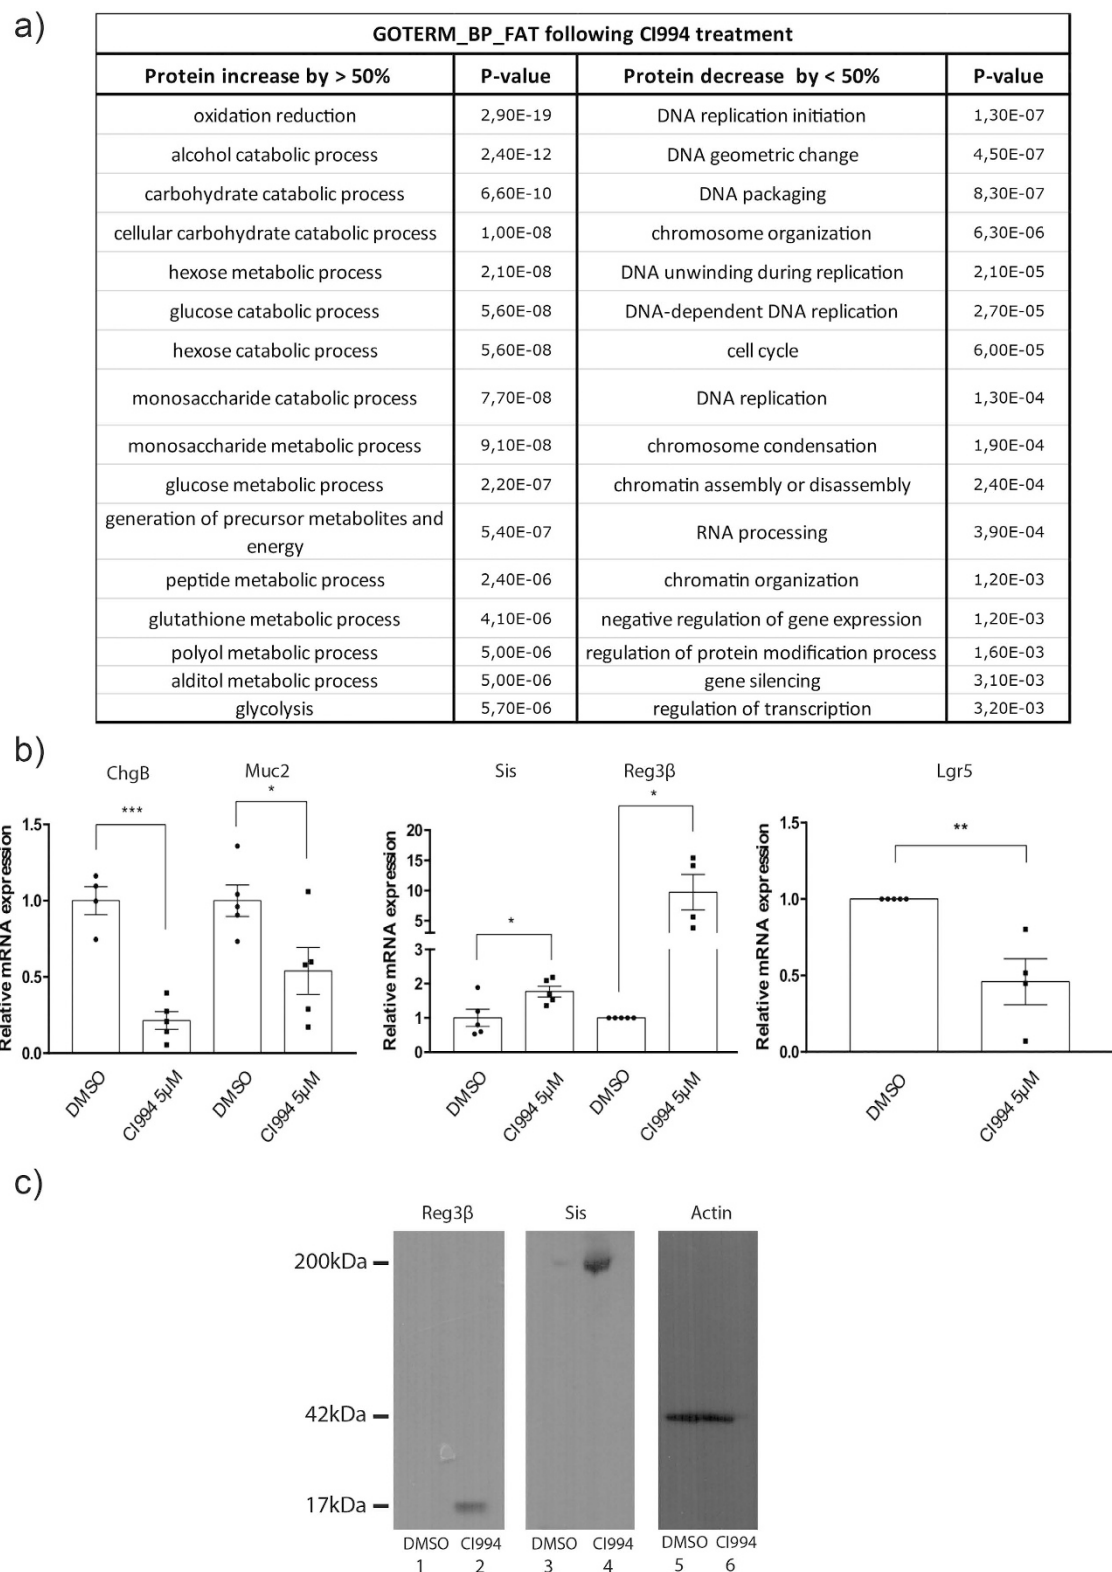 a)
GOTERM_BP_FAT following CI994 treatment
Protein increase by > 50% P-value Protein decrease by < 50% P-value
oxidation reduction 2,90E-19 DNA replication initiation 1,30E-07
alcohol catabolic process 2,40E-12 DNA geometric change 4,50E-07
carbohydrate catabolic process 6,60E-10 DNA packaging 8,30E-07
cellular carbohydrate catabolic process 1,00E-08 chromosome organization 6,30E-06
hexose metabolic process 2,10E-08 DNA unwinding during replication 2,10E-05
glucose catabolic process 5,60E-08 DNA-dependent DNA replication 2,70E-05
hexose catabolic process 5,60E-08 cell cycle 6,00E-05
monosaccharide catabolic process 7,70E-08 DNA replication 1,30E-04
monosaccharide metabolic process 9,10E-08 chromosome condensation 1,90E-04
glucose metabolic process 2,20E-07 chromatin assembly or disassembly 2,40E-04
generation of precursor metabolites and
energy 5,40E-07 RNA processing 3,90E-04
peptide metabolic process 2,40E-06 chromatin organization 1,20E-03
glutathione metabolic process 4,10E-06 negative regulation of gene expression 1,20E-03
polyol metabolic process 5,00E-06 regulation of protein modification process 1,60E-03
alditol metabolic process 5,00E-06 gene silencing 3,10E-03
glycolysis 5,70E-06 regulation of transcription 3,20E-03
b)
ChgB Muc2
*** *
Relative mRNA expression
1.5
1.0
0.5
0.0
DMSO CI994 5µM DMSO CI994 5µM
Sis Reg3β
* *
Relative mRNA expression
20
15
10
5
3
2
1
0
DMSO CI994 5µM DMSO CI994 5µM
Lgr5
**
Relative mRNA expression
1.5
1.0
0.5
0.0
DMSO CI994 5µM
c)
Reg3β Sis Actin
200kDa
42kDa
17kDa
DMSO CI994 DMSO CI994 DMSO CI994
1 2 3 4 5 6